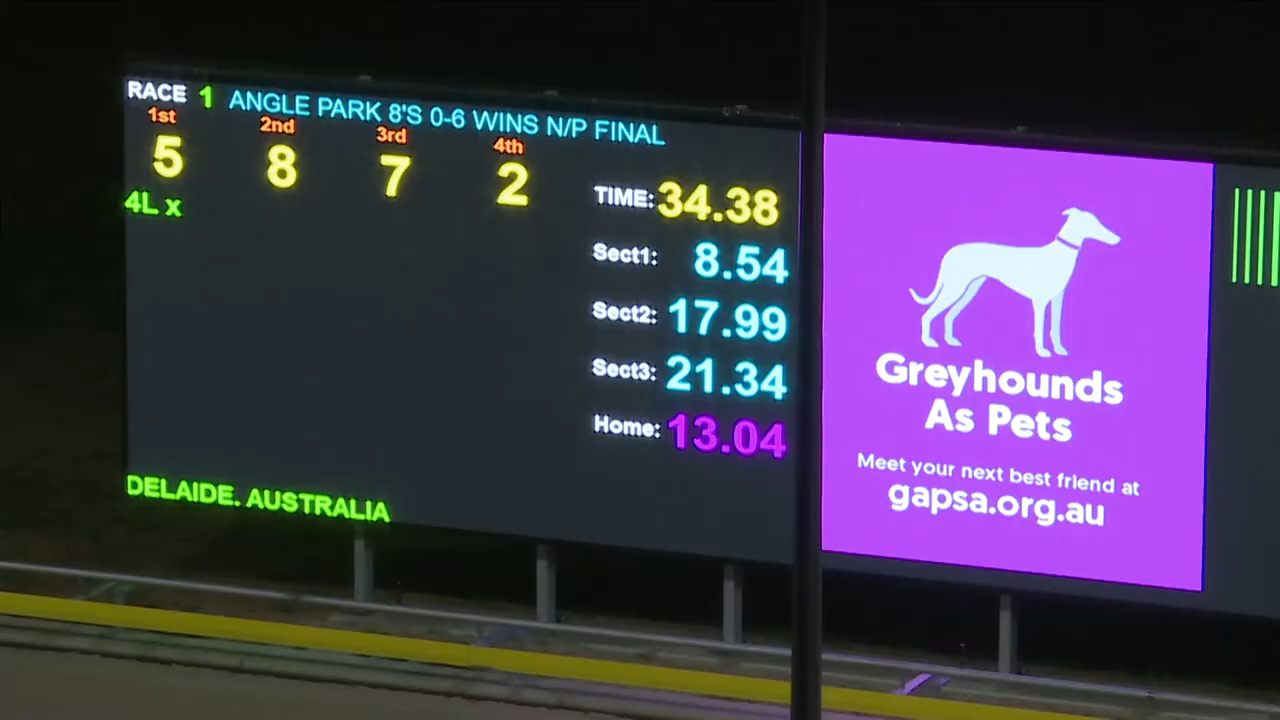 RACE 1 ANGLE PARK 8'S 0-6 WINS N/P FINAL
1st 2nd 3rd 4th
5 8 7 2
4L x
TIME: 34.38
Sect1: 8.54
Sect2: 17.99
Sect3: 21.34
Home: 13.04
DELAIDE. AUSTRALIA
Greyhounds
As Pets
Meet your next best friend at
gapsa.org.au